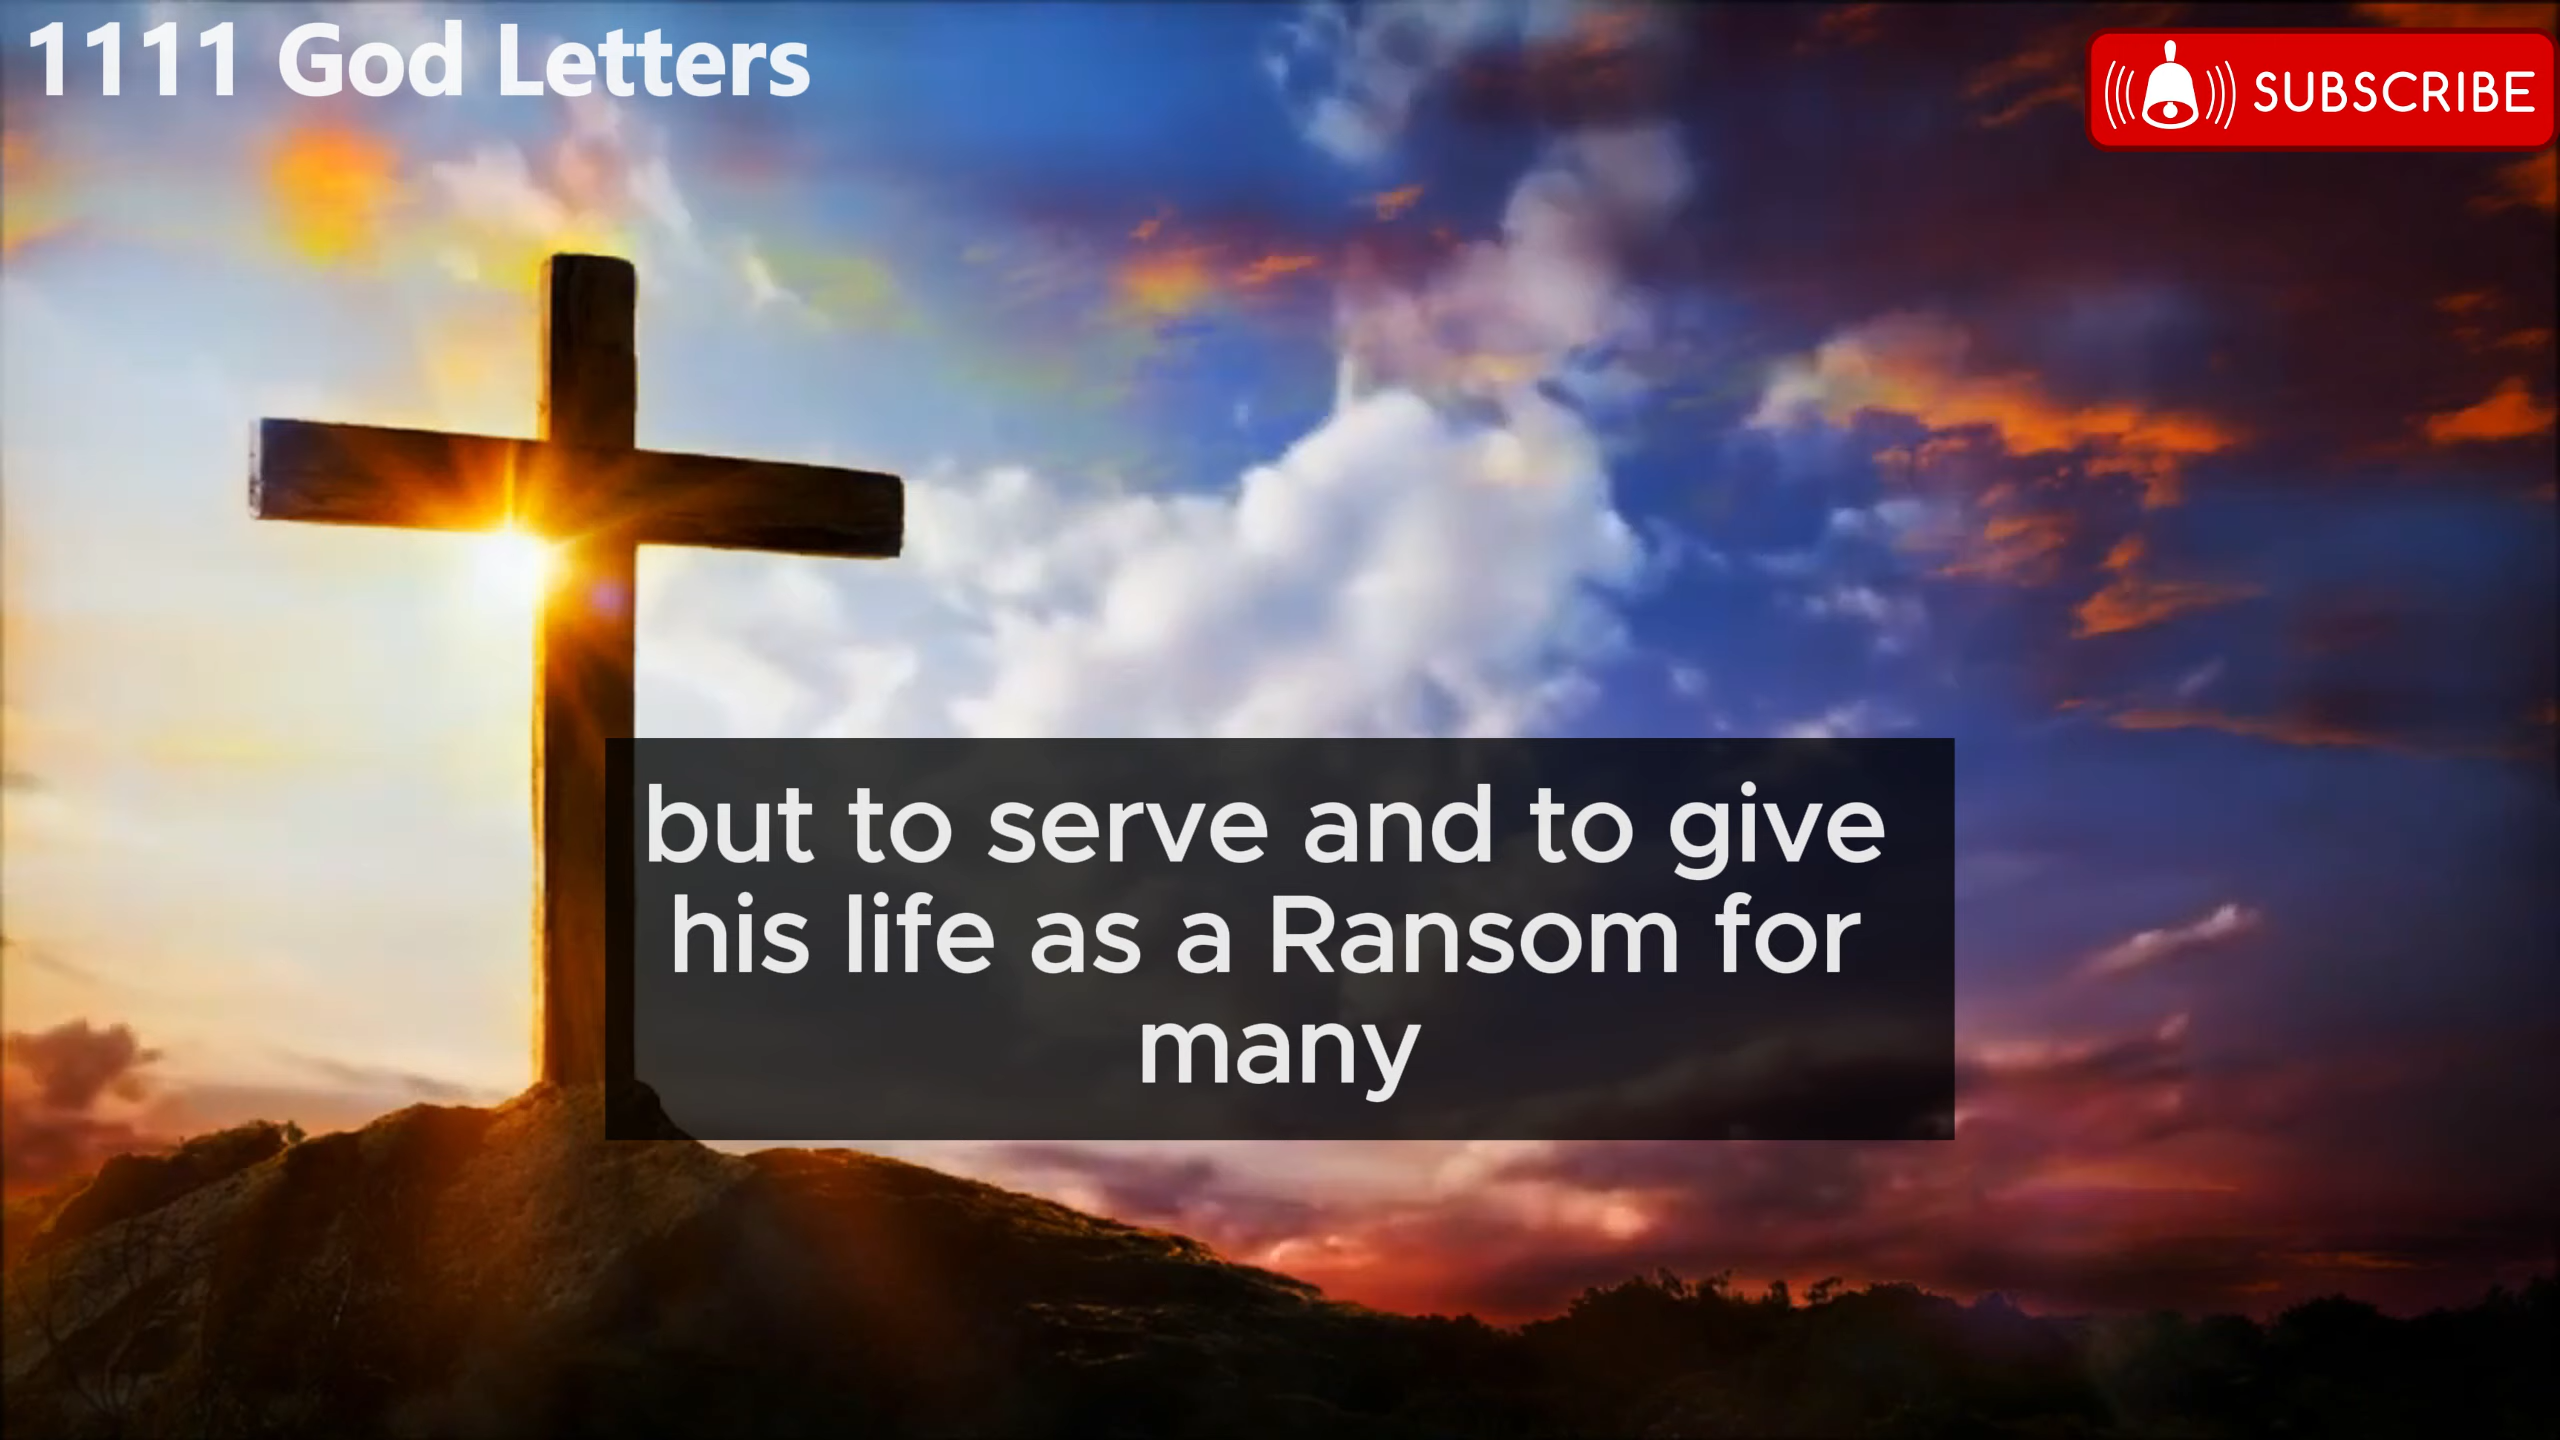 1111 God Letters
SUBSCRIBE
but to serve and to give
his life as a Ransom for
many